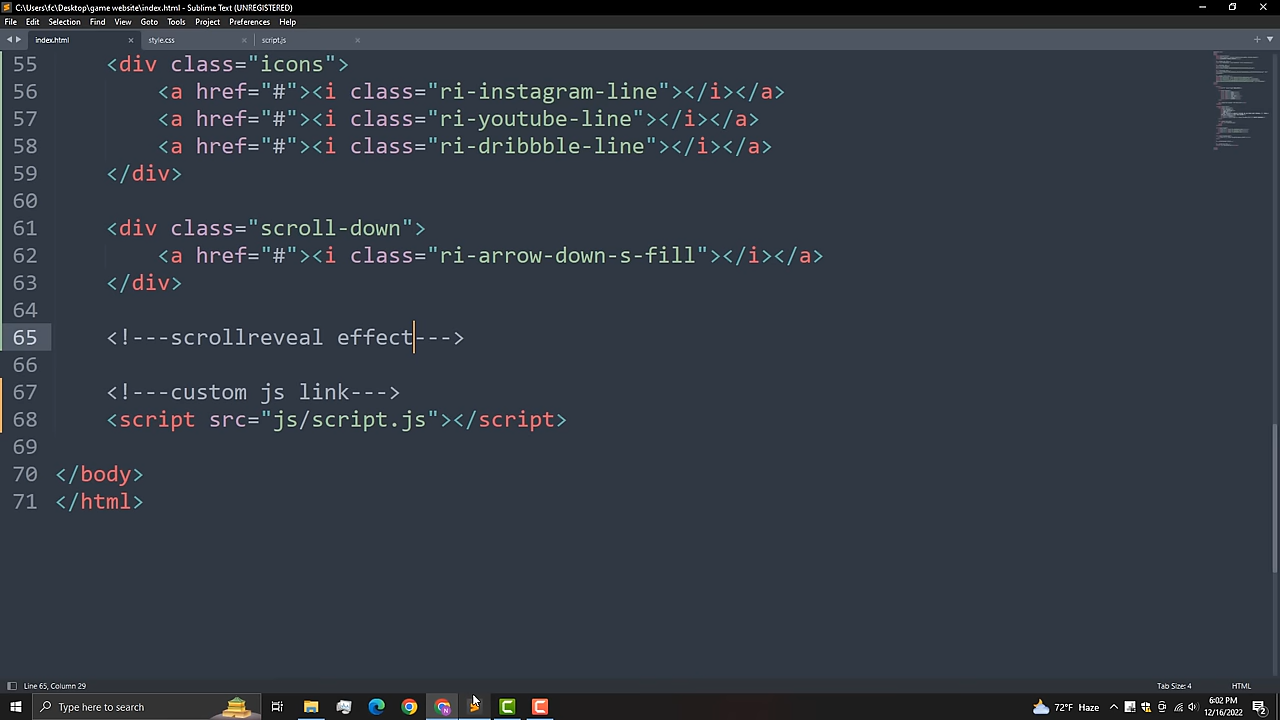 C:\Users\fc\Desktop\game website\index.html - Sublime Text (UNREGISTERED)
File Edit Selection Find View Goto Tools Project Preferences Help
index.html style.css script.js
55 <div class="icons">
56 <a href="#"><i class="ri-instagram-line"></i></a>
57 <a href="#"><i class="ri-youtube-line"></i></a>
58 <a href="#"><i class="ri-dribbble-line"></i></a>
59 </div>
60
61 <div class="scroll-down">
62 <a href="#"><i class="ri-arrow-down-s-fill"></i></a>
63 </div>
64
65 <!---scrollreveal effect--->
66
67 <!---custom js link--->
68 <script src="js/script.js"></script>
69
70 </body>
71 </html>
Line 65, Column 29 Tab Size: 4 HTML
Type here to search 72°F Haze 6:02 PM
12/16/2022 2